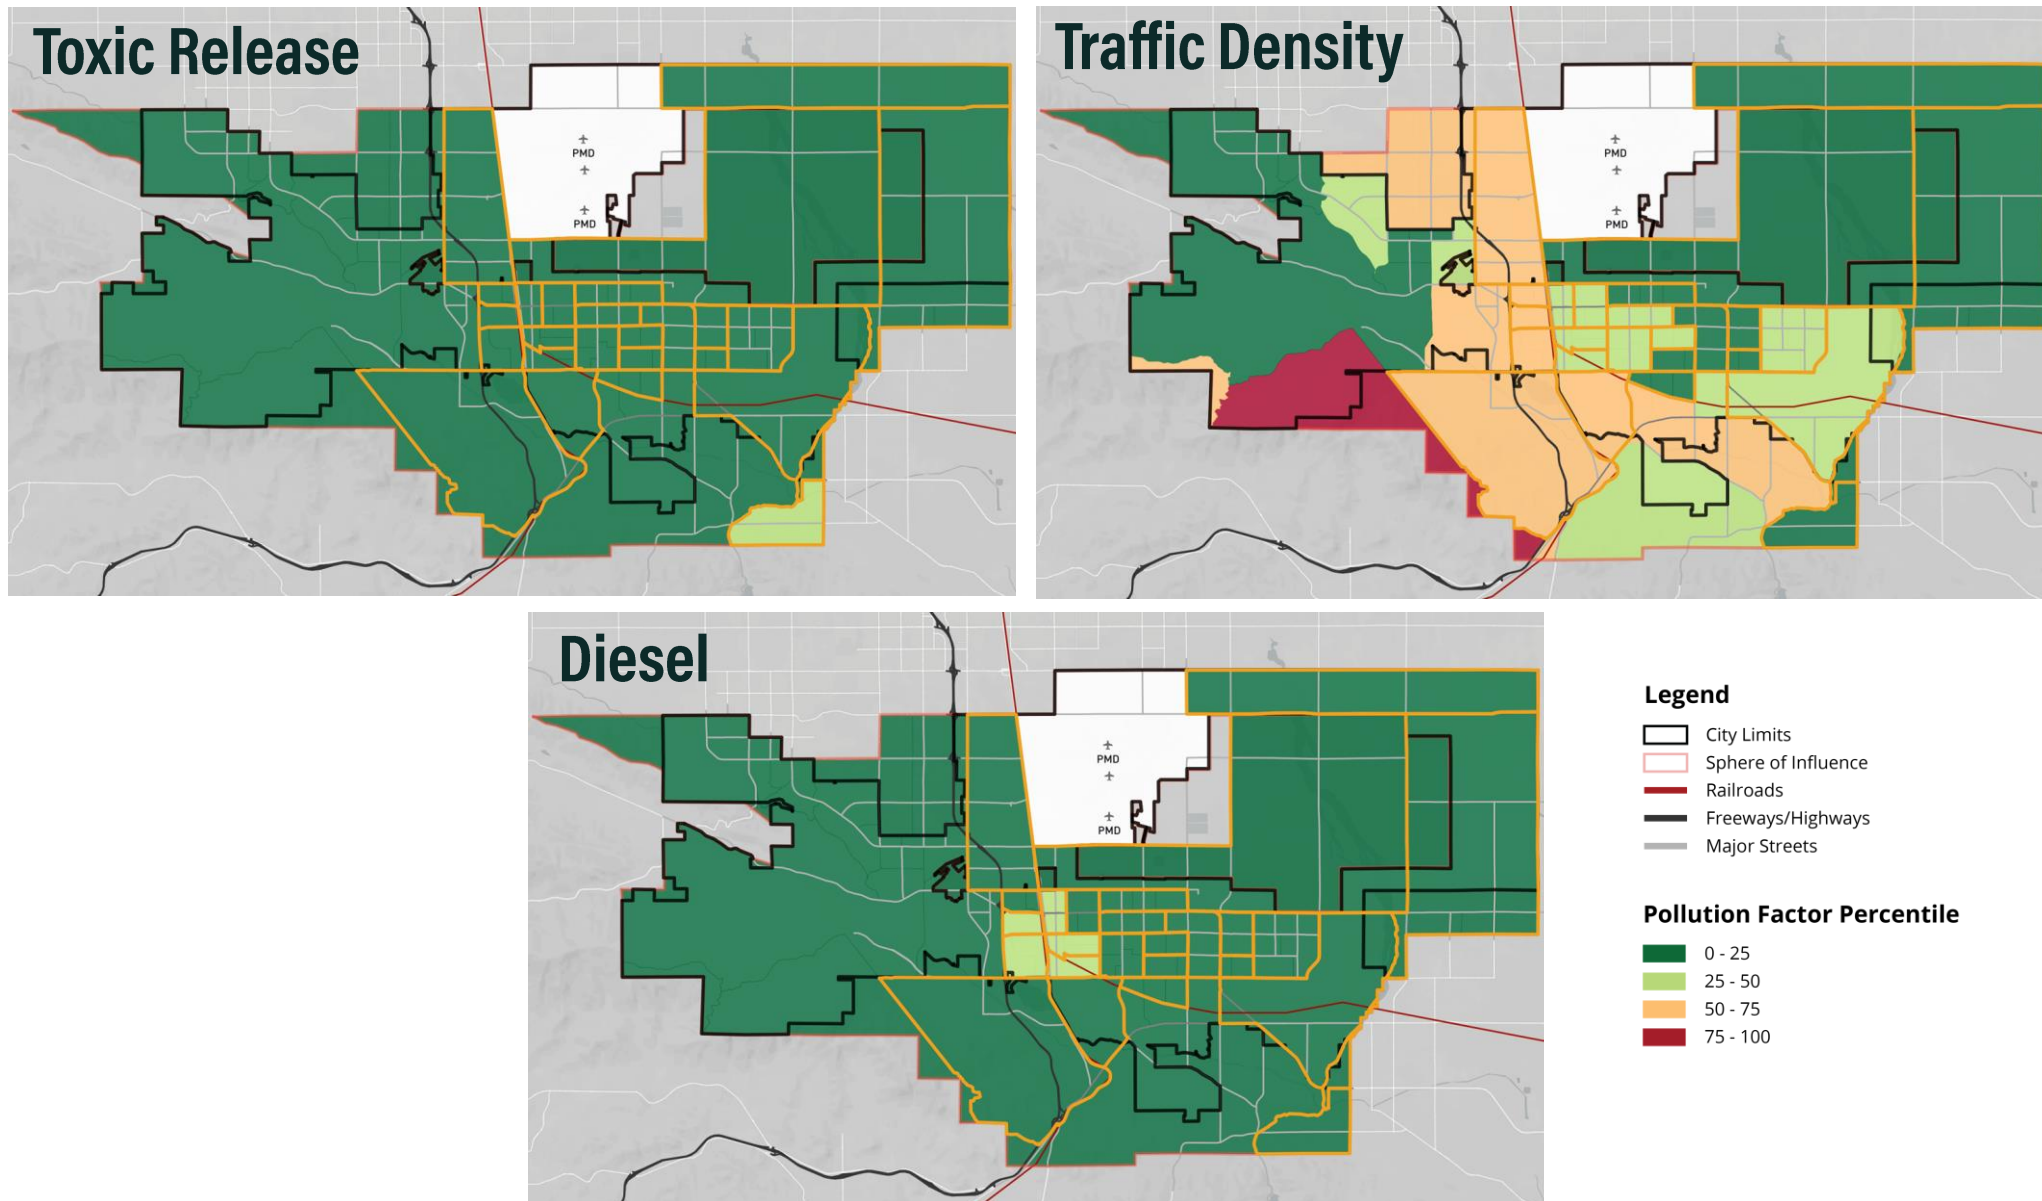 Toxic Release
PMD
PMD
Traffic Density
PMD
PMD
Diesel
PMD
PMD
Legend
City Limits
Sphere of Influence
Railroads
Freeways/Highways
Major Streets
Pollution Factor Percentile
0 - 25
25 - 50
50 - 75
75 - 100